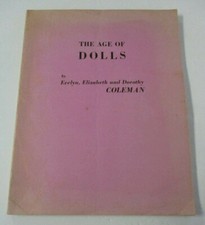 THE AGE OF
DOLLS
by
Evelyn, Elizabeth and Dorothy
COLEMAN